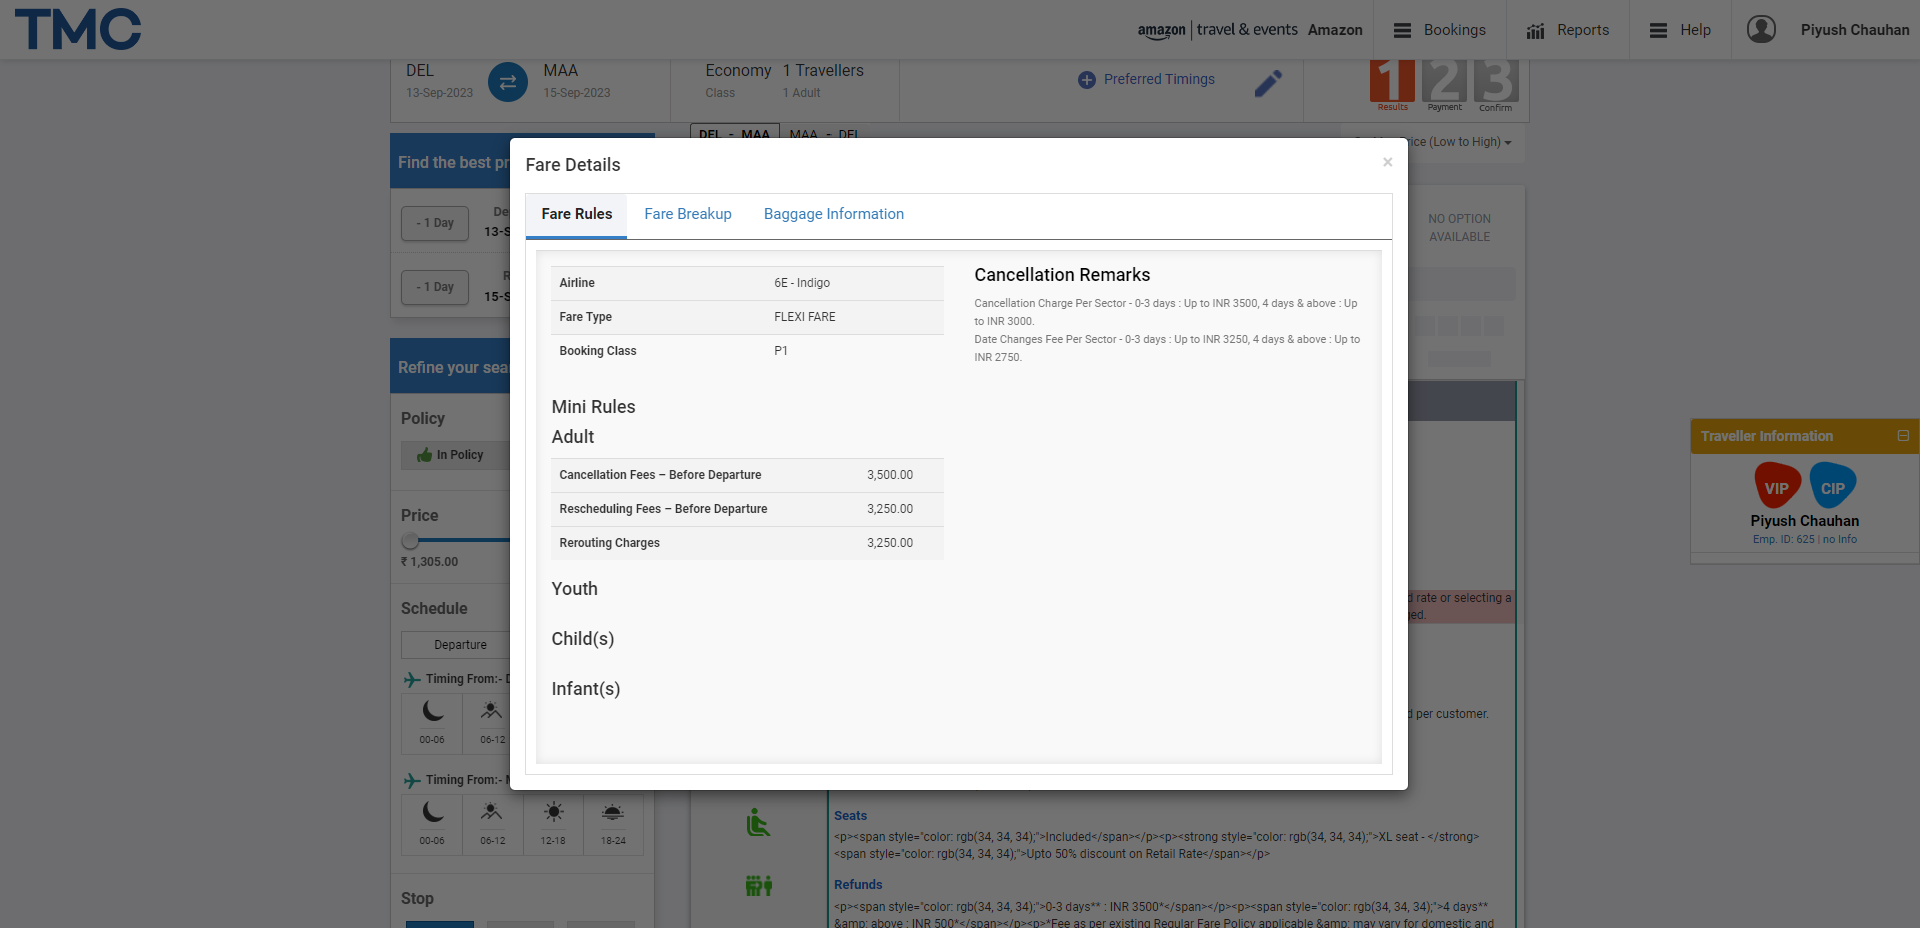 TMC
amazon travel & events Amazon
Bookings
Reports
Help
Piyush Chauhan
DEL
13-Sep-2023
MAA
15-Sep-2023
Economy
Class
1 Travellers
1 Adult
Preferred Timings
1 2 3
Results Payment Confirm
DEL - MAA MAA - DEL
(Low to High)
Find the best
- 1 Day
- 1 Day
NO OPTION
AVAILABLE
Fare Details
×
Fare Rules
Fare Breakup
Baggage Information
Airline 6E - Indigo
Fare Type FLEXI FARE
Booking Class P1
Cancellation Remarks
Cancellation Charge Per Sector - 0-3 days : Up to INR 3500, 4 days & above : Up
to INR 3000.
Date Changes Fee Per Sector - 0-3 days : Up to INR 3250, 4 days & above : Up to
INR 2750.
Mini Rules
Adult
Cancellation Fees – Before Departure 3,500.00
Rescheduling Fees – Before Departure 3,250.00
Rerouting Charges 3,250.00
Youth
Child(s)
Infant(s)
Refine your
Policy
In Policy
Price
₹ 1,305.00
Schedule
Departure
Timing From:-
00-06 06-12
Timing From:-
00-06 06-12 12-18 18-24
Stop
Traveller Information
VIP CIP
Piyush Chauhan
Emp. ID: 625 | no Info
rate or selecting a
per customer.
Seats
<p><span style="color: rgb(34, 34, 34);">Included</span></p><p><strong style="color: rgb(34, 34, 34);">XL seat - </strong>
<span style="color: rgb(34, 34, 34);">Upto 50% discount on Retail Rate</span></p>
Refunds
<p><span style="color: rgb(34, 34, 34);">0-3 days** : INR 3500*</span></p><p><span style="color: rgb(34, 34, 34);">4 days**
&amp; above : INR 500*</span></p><p>*Fee as per existing Regular Fare Policy applicable &amp; may vary for domestic and